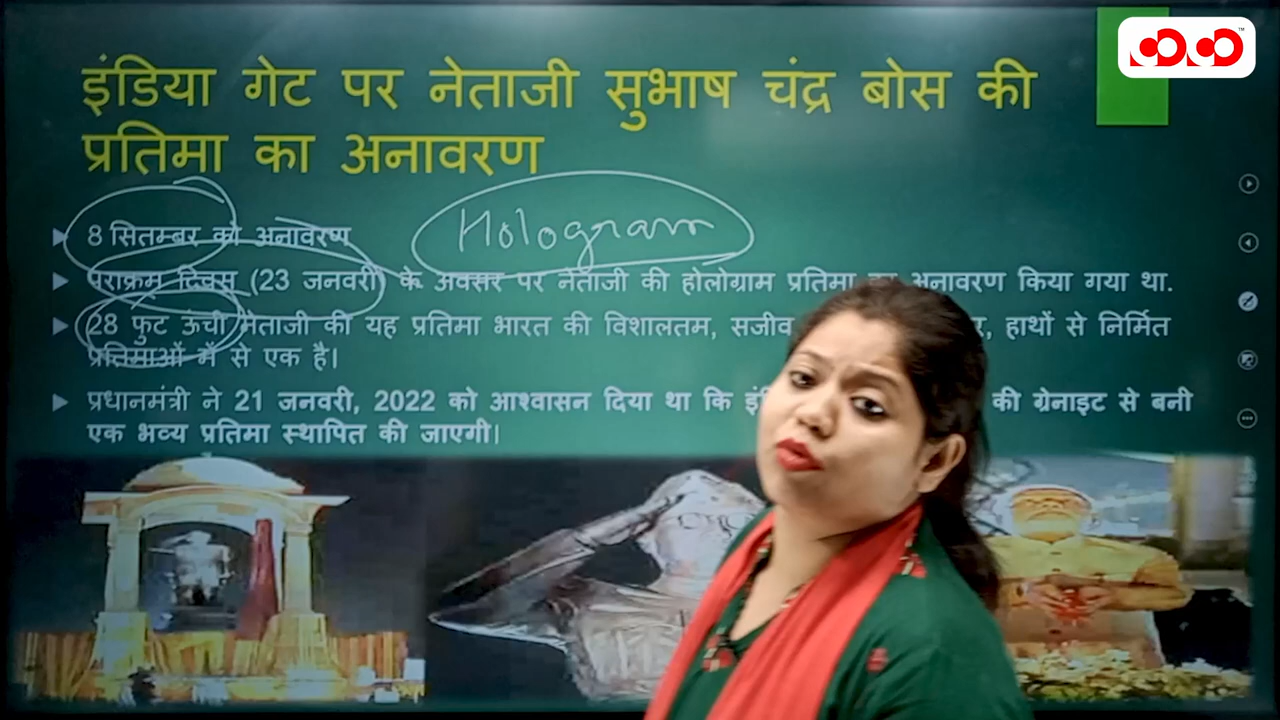 इंडिया गेट पर नेताजी सुभाष चंद्र बोस की
प्रतिमा का अनावरण
8 सितम्बर को अनावरण
Hologram
पराक्रम दिवस (23 जनवरी) के अवसर पर नेताजी की होलोग्राम प्रतिमा का अनावरण किया गया था.
28 फुट ऊंची नेताजी की यह प्रतिमा भारत की विशालतम, हाथों से निर्मित
प्रतिमाओं में से एक है।
प्रधानमंत्री ने 21 जनवरी, 2022 को आश्वासन दिया था कि की ग्रेनाइट से बनी
एक भव्य प्रतिमा स्थापित की जाएगी।